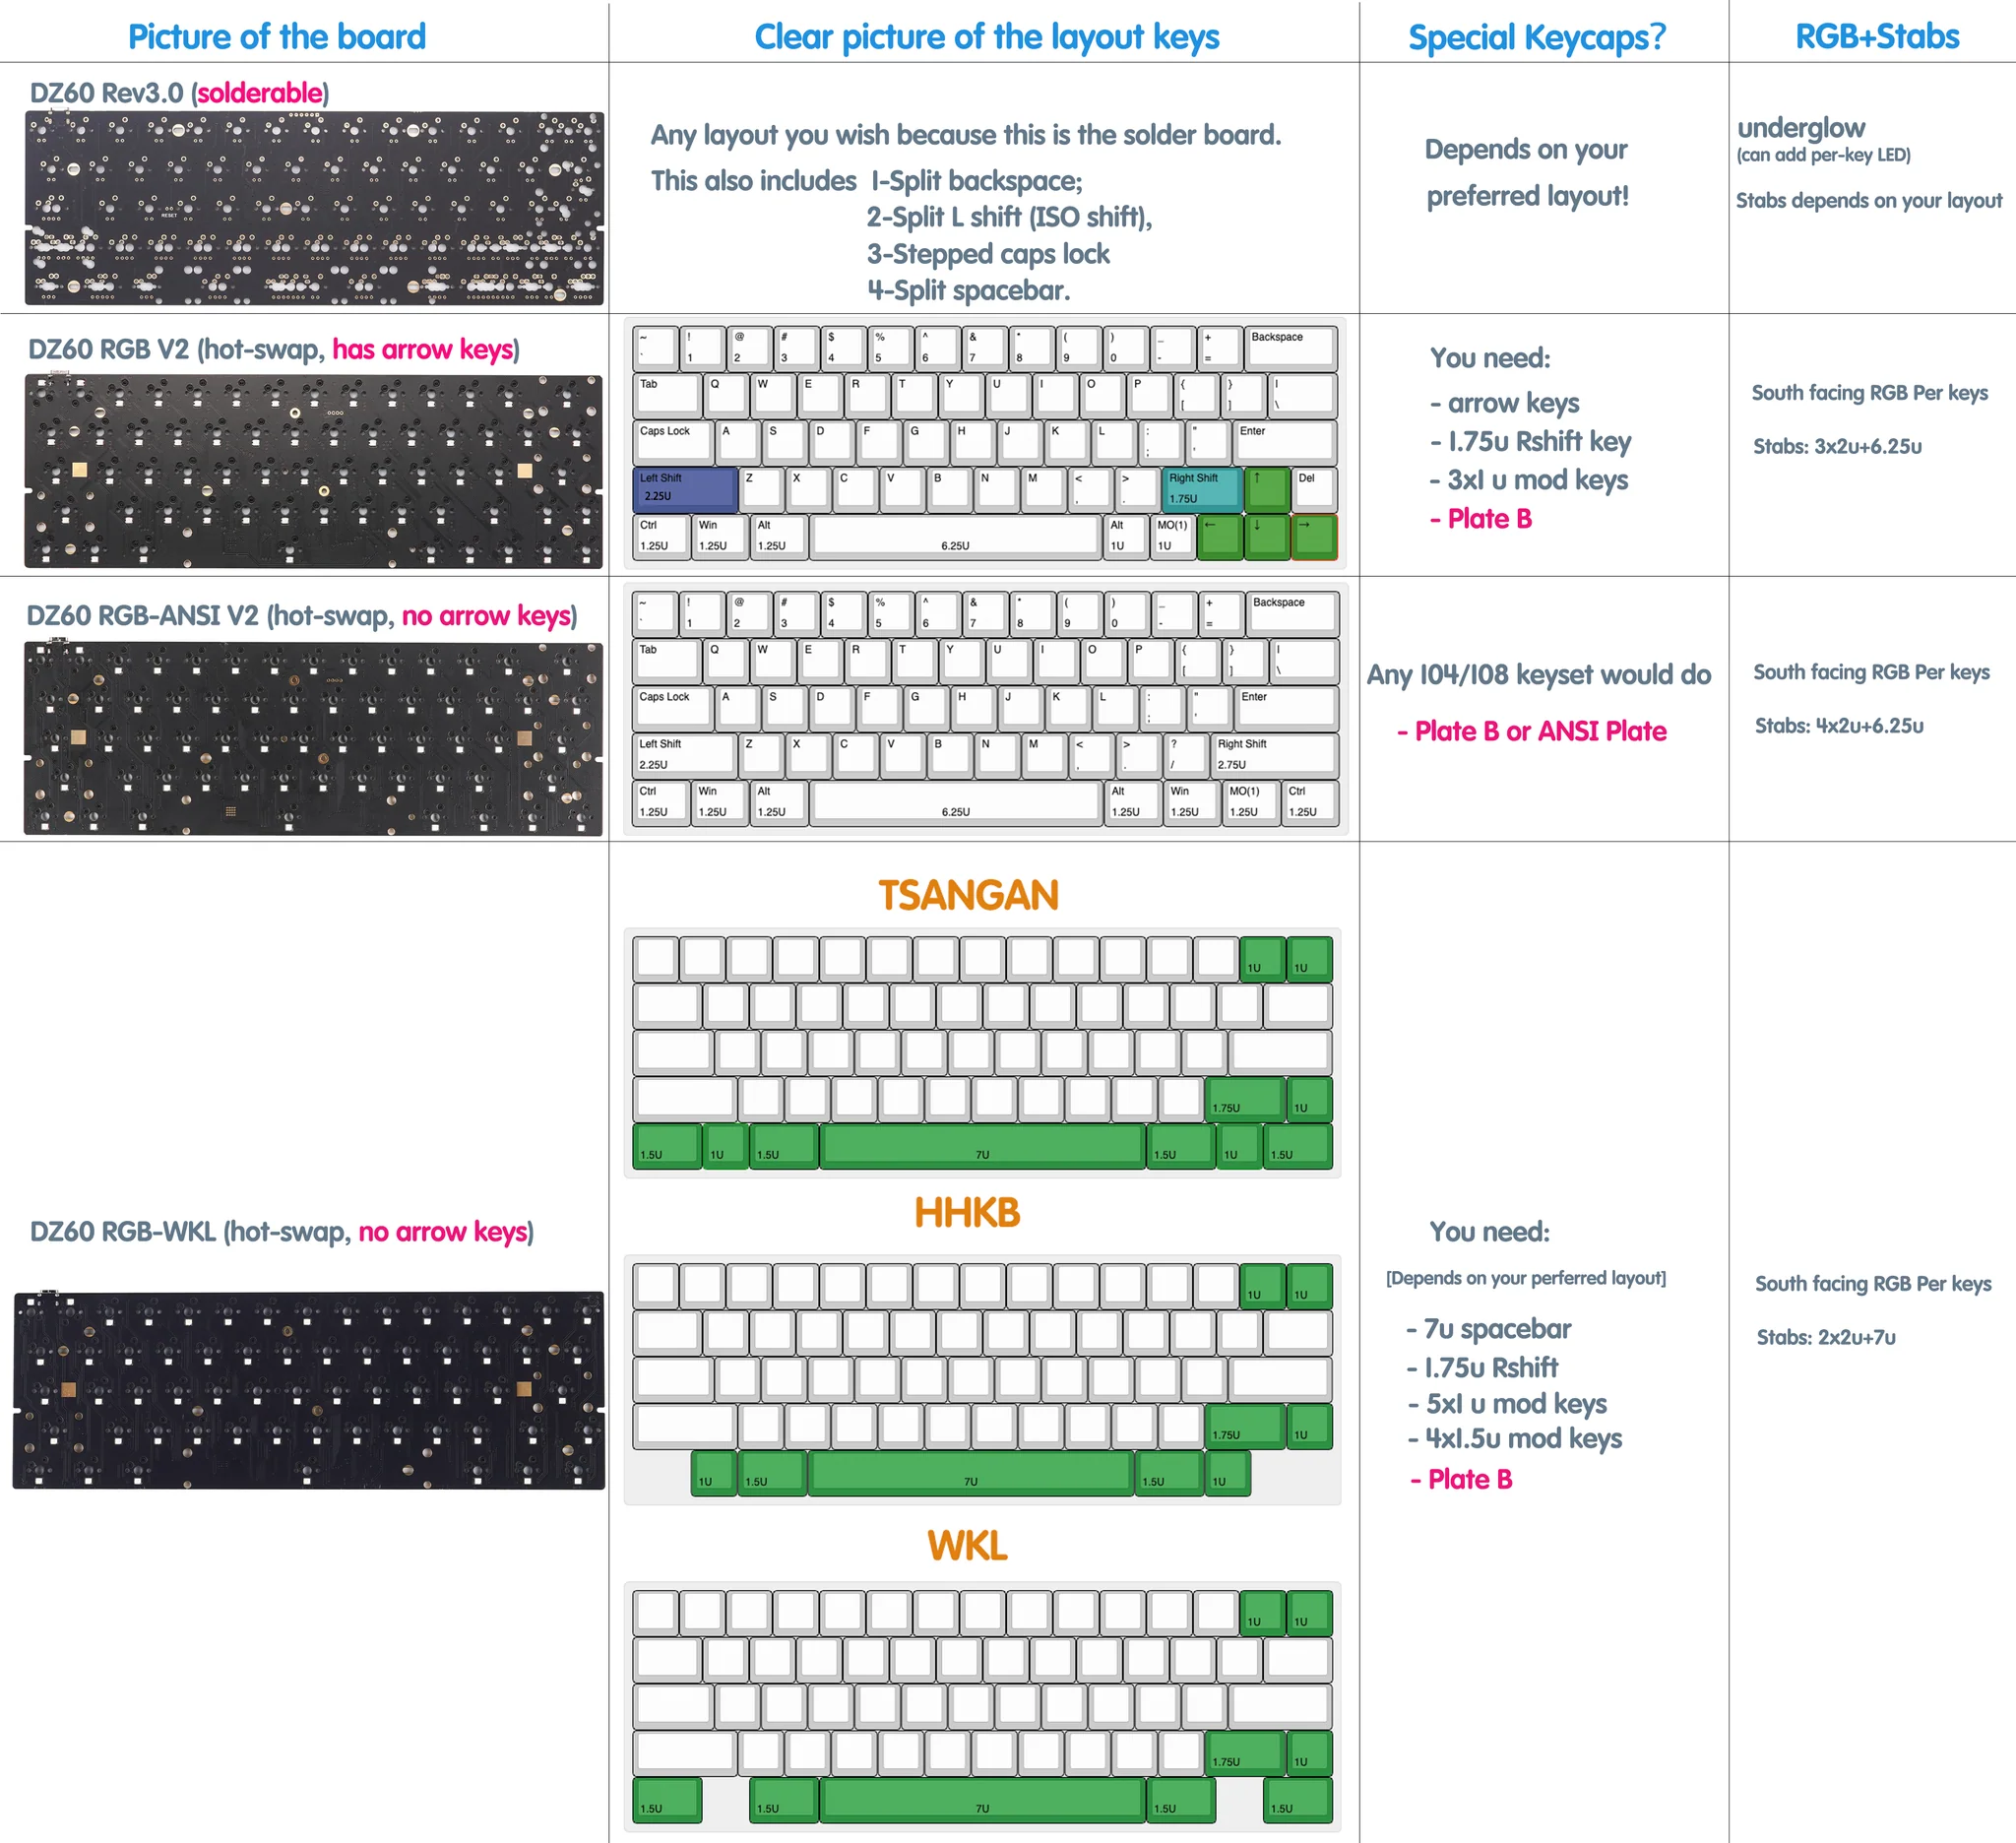 Picture of the board
Clear picture of the layout keys
Special Keycaps?
RGB+Stabs
DZ60 Rev3.0 (solderable)
RESET
Any layout you wish because this is the solder board.
This also includes 1-Split backspace;
2-Split L shift (ISO shift),
3-Stepped caps lock
4-Split spacebar.
Depends on your
preferred layout!
underglow
(can add per-key LED)
Stabs depends on your layout
DZ60 RGB V2 (hot-swap, has arrow keys)
~ ! @ # $ % ^ & * ( ) _ + Backspace
` 1 2 3 4 5 6 7 8 9 0 - =
Tab Q W E R T Y U I O P { } |
[ ] \
Caps Lock A S D F G H J K L : " Enter
; '
Left Shift Z X C V B N M < > Right Shift ↑ Del
2.25U , . 1.75U
Ctrl Win Alt Alt MO(1) ← ↓ →
1.25U 1.25U 1.25U 6.25U 1U 1U
You need:
- arrow keys
- 1.75u Rshift key
- 3x1 u mod keys
- Plate B
South facing RGB Per keys
Stabs: 3x2u+6.25u
DZ60 RGB-ANSI V2 (hot-swap, no arrow keys)
~ ! @ # $ % ^ & * ( ) _ + Backspace
` 1 2 3 4 5 6 7 8 9 0 - =
Tab Q W E R T Y U I O P { } |
[ ] \
Caps Lock A S D F G H J K L : " Enter
; '
Left Shift Z X C V B N M < > ? Right Shift
2.25U , . / 2.75U
Ctrl Win Alt Alt Win MO(1) Ctrl
1.25U 1.25U 1.25U 6.25U 1.25U 1.25U 1.25U 1.25U
Any 104/108 keyset would do
- Plate B or ANSI Plate
South facing RGB Per keys
Stabs: 4x2u+6.25u
DZ60 RGB-WKL (hot-swap, no arrow keys)
TSANGAN
1U 1U
1.75U 1U
1.5U 1U 1.5U 7U 1.5U 1U 1.5U
HHKB
1U 1U
1.75U 1U
1U 1.5U 7U 1.5U 1U
WKL
1U 1U
1.75U 1U
1.5U 1.5U 7U 1.5U 1.5U
You need:
[Depends on your perferred layout]
- 7u spacebar
- 1.75u Rshift
- 5x1 u mod keys
- 4x1.5u mod keys
- Plate B
South facing RGB Per keys
Stabs: 2x2u+7u